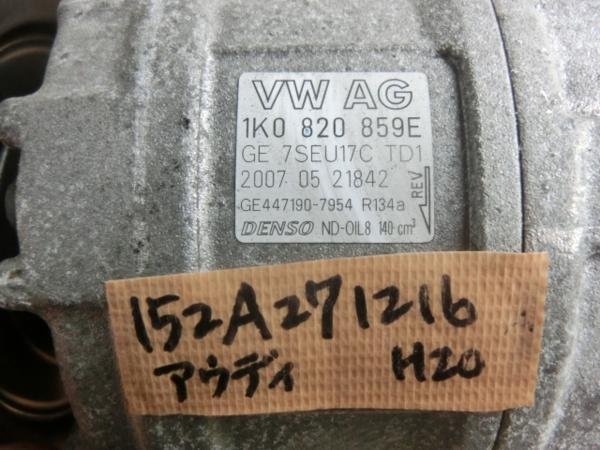 VW AG
1K0 820 859E
GE 7SEU17C TD1
2007 05 21842
REV
GE447190-7954 R134a
DENSO ND-OIL8 140 cm³
152A271216
アウディ H20